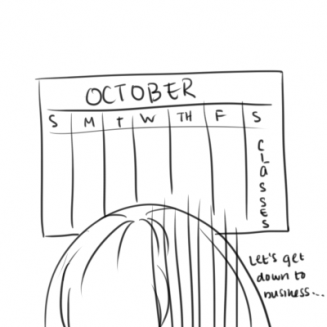 OCTOBER
S M t W TH F S
CLASSES
Let's get
down to
business...